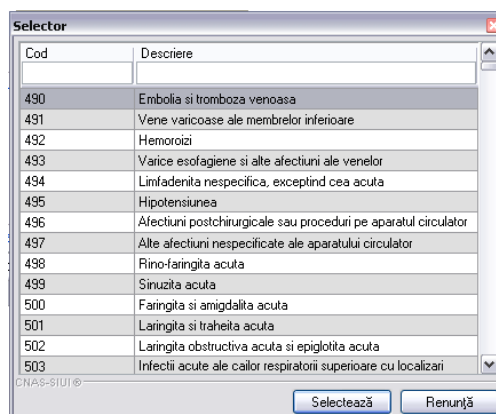 Selector
Cod Descriere
490 Embolia si tromboza venoasa
491 Vene varicoase ale membrelor inferioare
492 Hemoroizi
493 Varice esofagiene si alte afectiuni ale venelor
494 Limfadenita nespecifica, exceptind cea acuta
495 Hipotensiunea
496 Afectiuni postchirurgicale sau proceduri pe aparatul circulator
497 Alte afectiuni nespecificate ale aparatului circulator
498 Rino-faringita acuta
499 Sinuzita acuta
500 Faringita si amigdalita acuta
501 Laringita si traheita acuta
502 Laringita obstructiva acuta si epiglotita acuta
503 Infectii acute ale cailor respiratorii superioare cu localizari
CNAS-SIUI ®
Selectează Renunţă